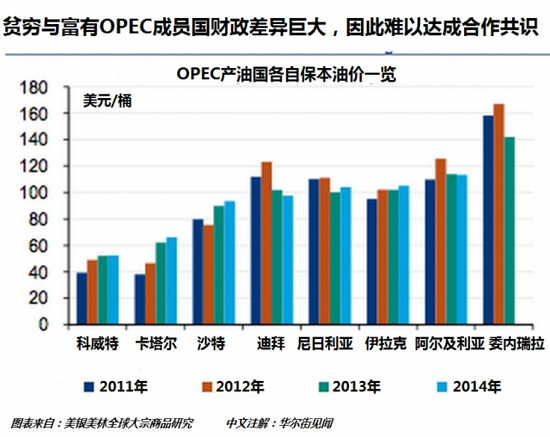 贫穷与富有OPEC成员国财政差异巨大，因此难以达成合作共识
OPEC产油国各自保本油价一览
美元/桶
180
160
140
120
100
80
60
40
20
0
科威特 卡塔尔 沙特 迪拜 尼日利亚 伊拉克 阿尔及利亚 委内瑞拉
2011年 2012年 2013年 2014年
图表来自：美银美林全球大宗商品研究 中文注解：华尔街见闻